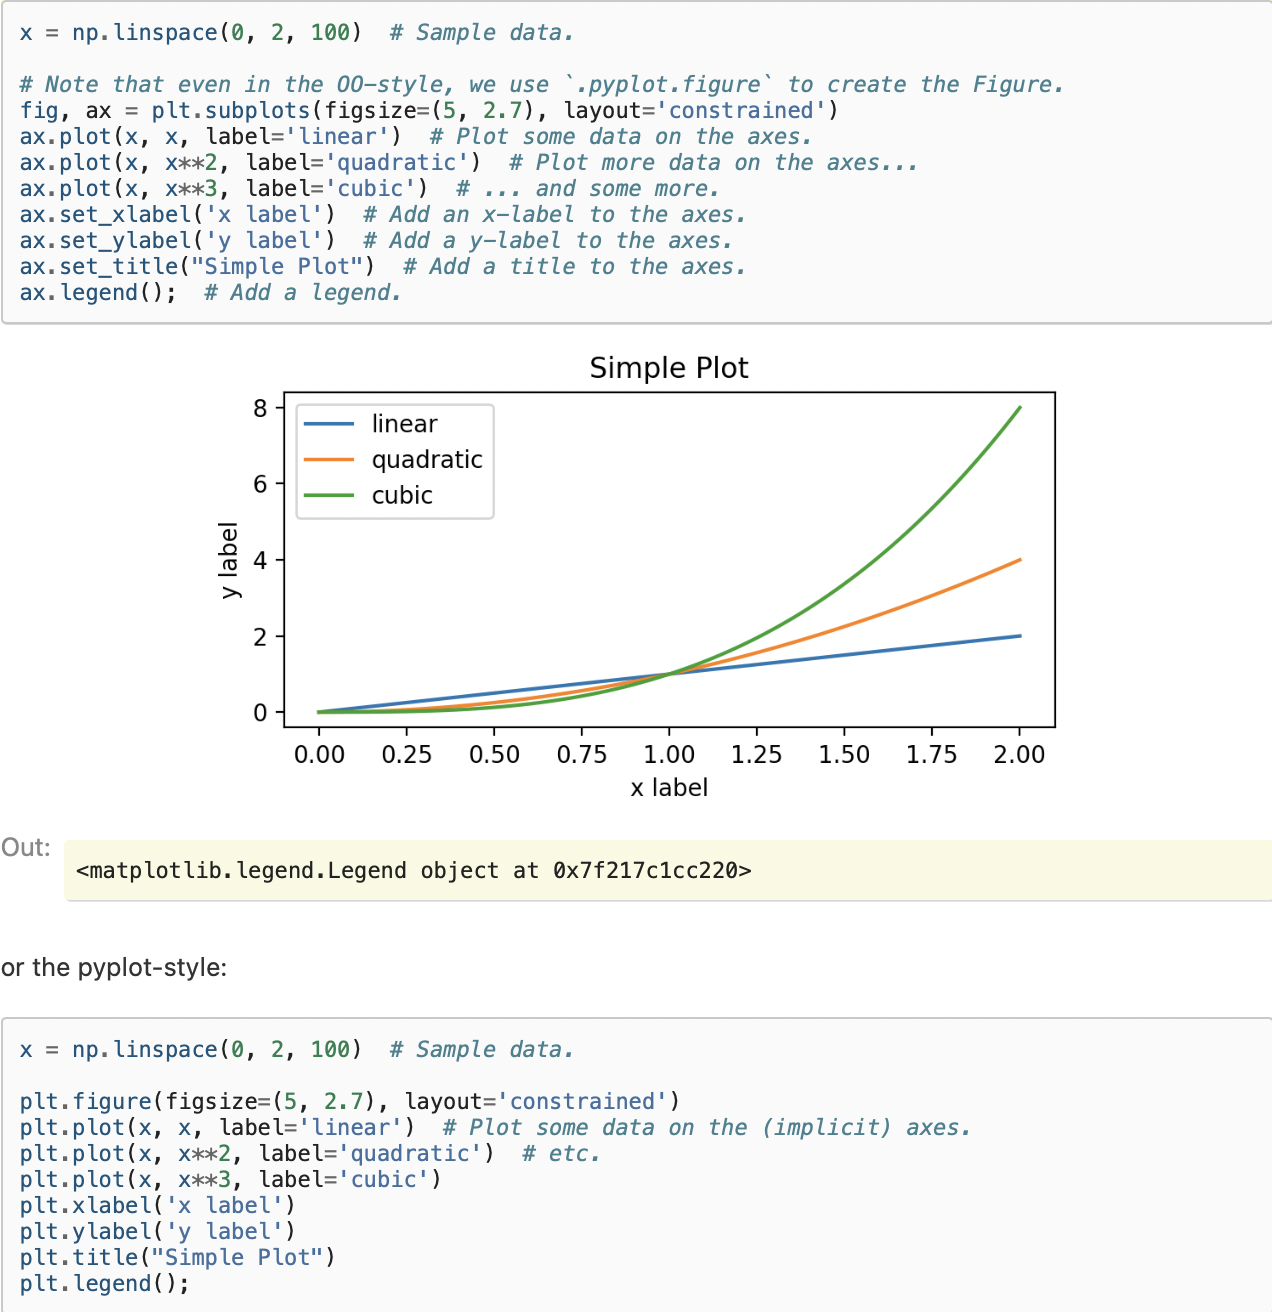 x = np.linspace(0, 2, 100)  # Sample data.
# Note that even in the OO-style, we use `.pyplot.figure` to create the Figure.
fig, ax = plt.subplots(figsize=(5, 2.7), layout='constrained')
ax.plot(x, x, label='linear')  # Plot some data on the axes.
ax.plot(x, x**2, label='quadratic')  # Plot more data on the axes...
ax.plot(x, x**3, label='cubic')  # ... and some more.
ax.set_xlabel('x label')  # Add an x-label to the axes.
ax.set_ylabel('y label')  # Add a y-label to the axes.
ax.set_title("Simple Plot")  # Add a title to the axes.
ax.legend();  # Add a legend.
Simple Plot
linear
quadratic
cubic
8
6
4
2
0
y label
0.00 0.25 0.50 0.75 1.00 1.25 1.50 1.75 2.00
x label
Out:
<matplotlib.legend.Legend object at 0x7f217c1cc220>
or the pyplot-style:
x = np.linspace(0, 2, 100)  # Sample data.
plt.figure(figsize=(5, 2.7), layout='constrained')
plt.plot(x, x, label='linear')  # Plot some data on the (implicit) axes.
plt.plot(x, x**2, label='quadratic')  # etc.
plt.plot(x, x**3, label='cubic')
plt.xlabel('x label')
plt.ylabel('y label')
plt.title("Simple Plot")
plt.legend();